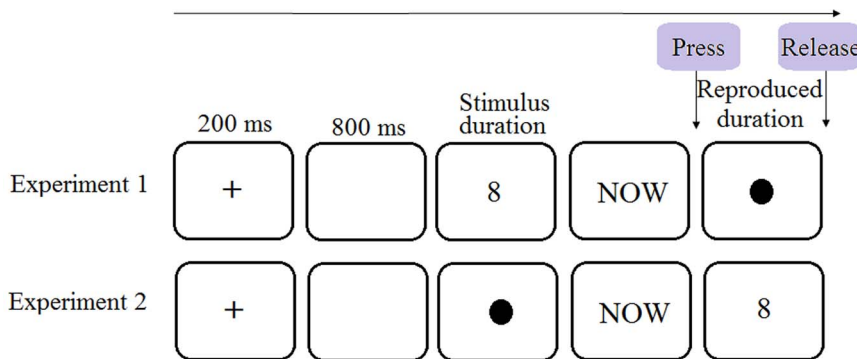 Press
Release
Reproduced
duration
Stimulus
duration
200 ms
800 ms
Experiment 1
+
8
NOW
Experiment 2
+
NOW
8